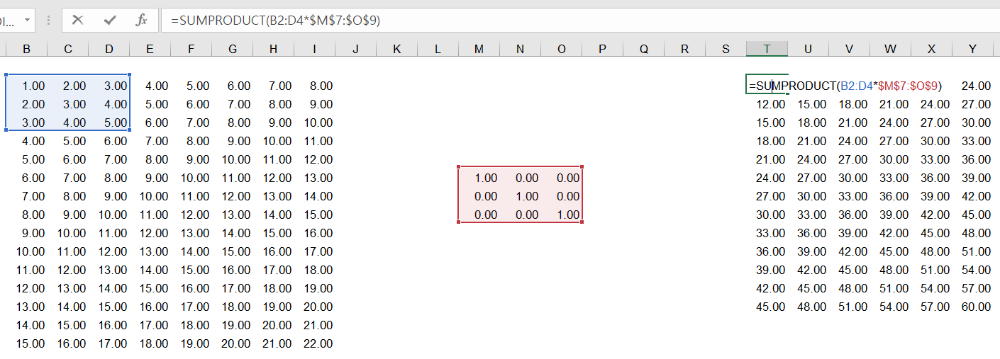 I... fx =SUMPRODUCT(B2:D4*$M$7:$O$9)
B C D E F G H I J K L M N O P Q R S T U V W X Y
1.00 2.00 3.00 4.00 5.00 6.00 7.00 8.00 =SUMPRODUCT(B2:D4*$M$7:$O$9) 24.00
2.00 3.00 4.00 5.00 6.00 7.00 8.00 9.00 12.00 15.00 18.00 21.00 24.00 27.00
3.00 4.00 5.00 6.00 7.00 8.00 9.00 10.00 15.00 18.00 21.00 24.00 27.00 30.00
4.00 5.00 6.00 7.00 8.00 9.00 10.00 11.00 18.00 21.00 24.00 27.00 30.00 33.00
5.00 6.00 7.00 8.00 9.00 10.00 11.00 12.00 21.00 24.00 27.00 30.00 33.00 36.00
6.00 7.00 8.00 9.00 10.00 11.00 12.00 13.00 1.00 0.00 0.00 24.00 27.00 30.00 33.00 36.00 39.00
7.00 8.00 9.00 10.00 11.00 12.00 13.00 14.00 0.00 1.00 0.00 27.00 30.00 33.00 36.00 39.00 42.00
8.00 9.00 10.00 11.00 12.00 13.00 14.00 15.00 0.00 0.00 1.00 30.00 33.00 36.00 39.00 42.00 45.00
9.00 10.00 11.00 12.00 13.00 14.00 15.00 16.00 33.00 36.00 39.00 42.00 45.00 48.00
10.00 11.00 12.00 13.00 14.00 15.00 16.00 17.00 36.00 39.00 42.00 45.00 48.00 51.00
11.00 12.00 13.00 14.00 15.00 16.00 17.00 18.00 39.00 42.00 45.00 48.00 51.00 54.00
12.00 13.00 14.00 15.00 16.00 17.00 18.00 19.00 42.00 45.00 48.00 51.00 54.00 57.00
13.00 14.00 15.00 16.00 17.00 18.00 19.00 20.00 45.00 48.00 51.00 54.00 57.00 60.00
14.00 15.00 16.00 17.00 18.00 19.00 20.00 21.00
15.00 16.00 17.00 18.00 19.00 20.00 21.00 22.00